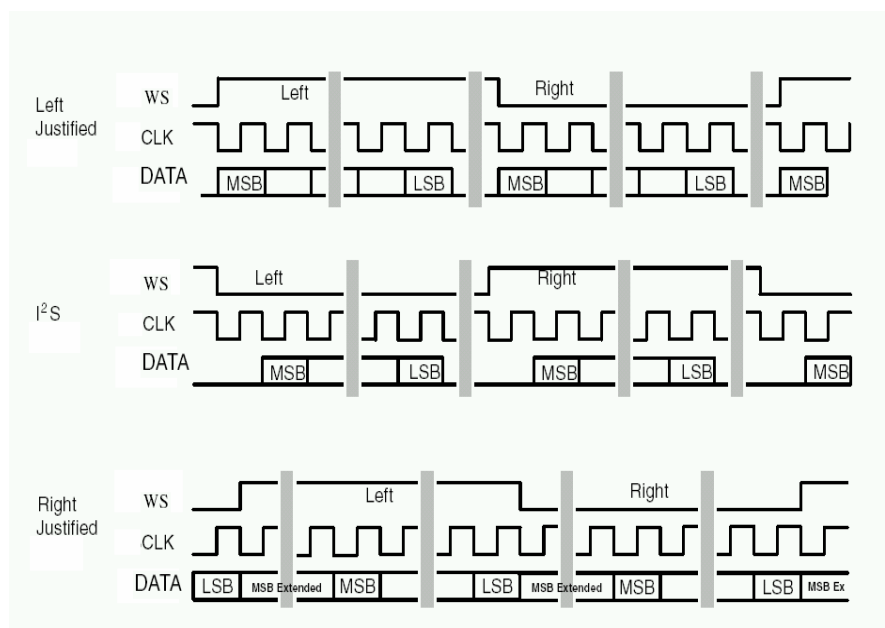 Left Justified
WS
Left
Right
CLK
DATA
MSB
LSB
MSB
LSB
MSB
I²S
WS
Left
Right
CLK
DATA
MSB
LSB
MSB
LSB
MSB
Right Justified
WS
Left
Right
CLK
DATA
LSB
MSB Extended
MSB
LSB
MSB Extended
MSB
LSB
MSB Ex